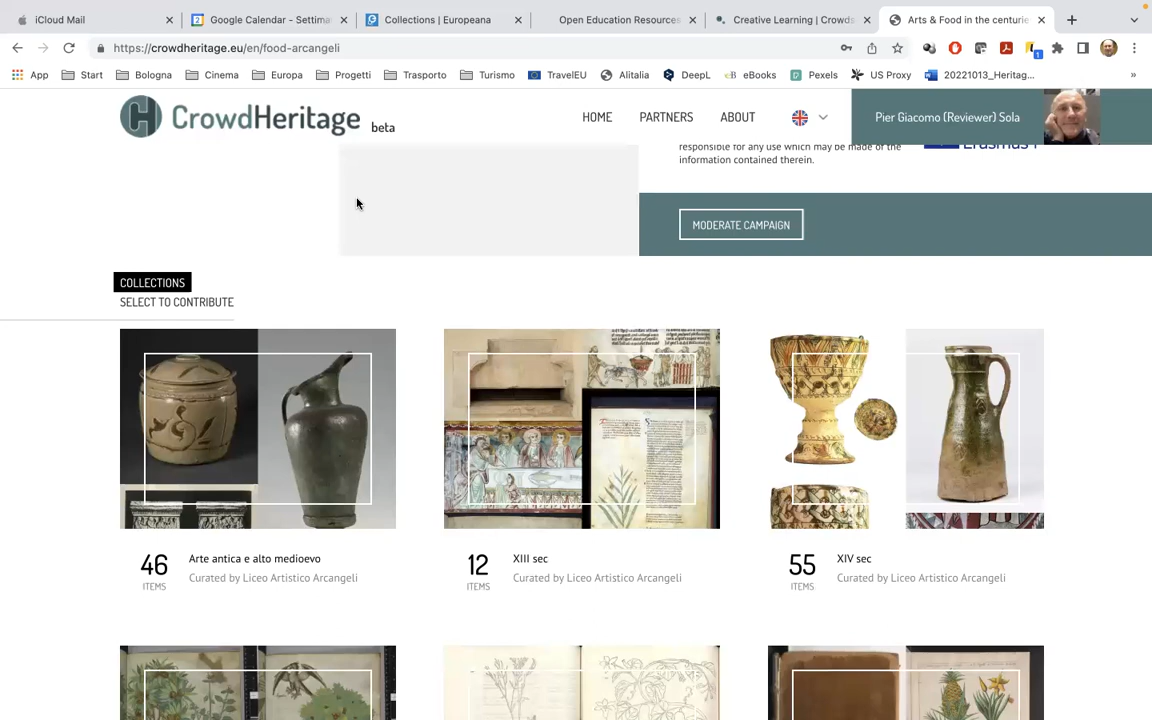 iCloud Mail
Google Calendar - Settima
Collections | Europeana
Open Education Resources
Creative Learning | Crowds
Arts & Food in the centurie
https://crowdheritage.eu/en/food-arcangeli
App
Start
Bologna
Cinema
Europa
Progetti
Trasporto
Turismo
TravelEU
Alitalia
DeepL
eBooks
Pexels
US Proxy
20221013_Heritag...
CrowdHeritage beta
HOME
PARTNERS
ABOUT
Pier Giacomo (Reviewer) Sola
responsible for any use which may be made of the
information contained therein.
MODERATE CAMPAIGN
COLLECTIONS
SELECT TO CONTRIBUTE
46 ITEMS
Arte antica e alto medioevo
Curated by Liceo Artistico Arcangeli
12 ITEMS
XIII sec
Curated by Liceo Artistico Arcangeli
55 ITEMS
XIV sec
Curated by Liceo Artistico Arcangeli